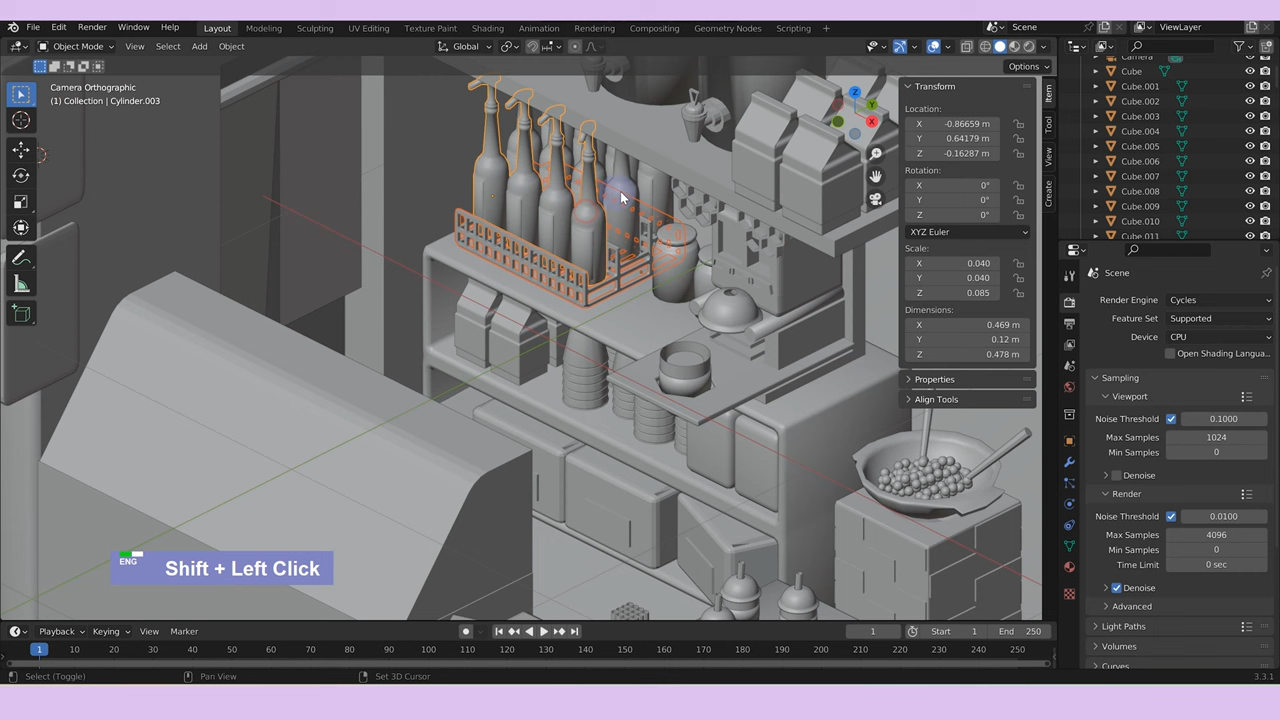 File Edit Render Window Help Layout Modeling Sculpting UV Editing Texture Paint Shading Animation Rendering Compositing Geometry Nodes Scripting + Scene ViewLayer
Object Mode View Select Add Object Global
Options
Camera Orthographic
(1) Collection | Cylinder.003
Z
Y
X
Transform
Location:
X -0.86659 m
Y 0.64179 m
Z -0.16287 m
Rotation:
X 0°
Y 0°
Z 0°
XYZ Euler
Scale:
X 0.040
Y 0.040
Z 0.085
Dimensions:
X 0.469 m
Y 0.12 m
Z 0.478 m
Properties
Align Tools
Item
Tool
View
Create
Camera
Cube
Cube.001
Cube.002
Cube.003
Cube.004
Cube.005
Cube.006
Cube.007
Cube.008
Cube.009
Cube.010
Cube.011
Scene
Render Engine Cycles
Feature Set Supported
Device CPU
Open Shading Langua...
Sampling
Viewport
Noise Threshold 0.1000
Max Samples 1024
Min Samples 0
Denoise
Render
Noise Threshold 0.0100
Max Samples 4096
Min Samples 0
Time Limit 0 sec
Denoise
Advanced
Light Paths
Volumes
Curves
ENG
Shift + Left Click
Playback Keying View Marker 1 Start 1 End 250
1 10 20 30 40 50 60 70 80 90 100 110 120 130 140 150 160 170 180 190 200 210 220 230 240 250
Select (Toggle) Pan View Set 3D Cursor 3.3.1